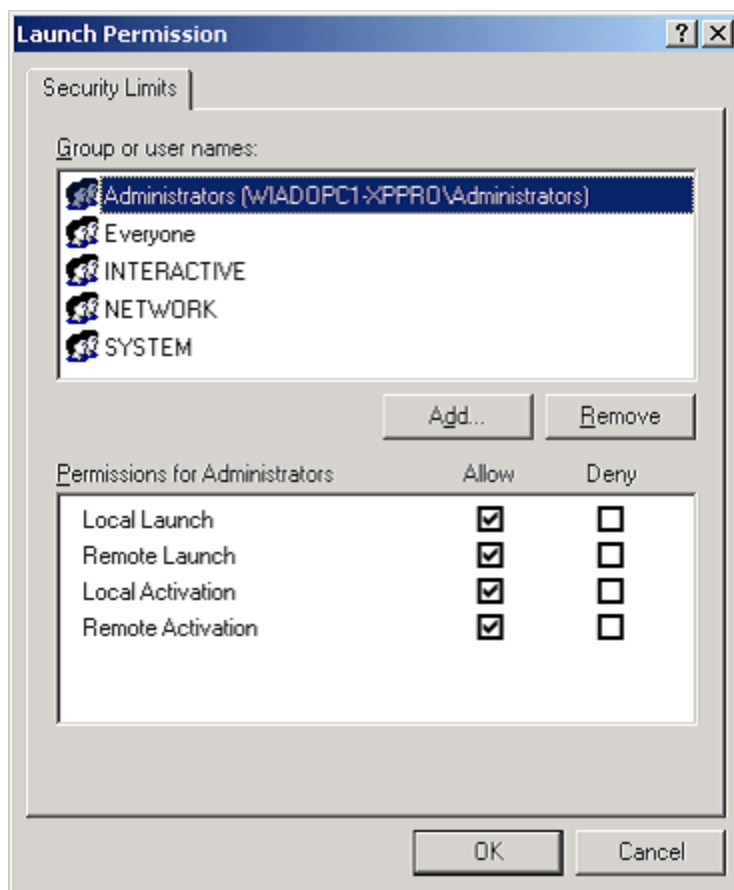 Launch Permission
Security Limits
Group or user names:
Administrators (WIADOPC1-XPPRO\Administrators)
Everyone
INTERACTIVE
NETWORK
SYSTEM
Add... Remove
Permissions for Administrators Allow Deny
Local Launch
Remote Launch
Local Activation
Remote Activation
OK Cancel